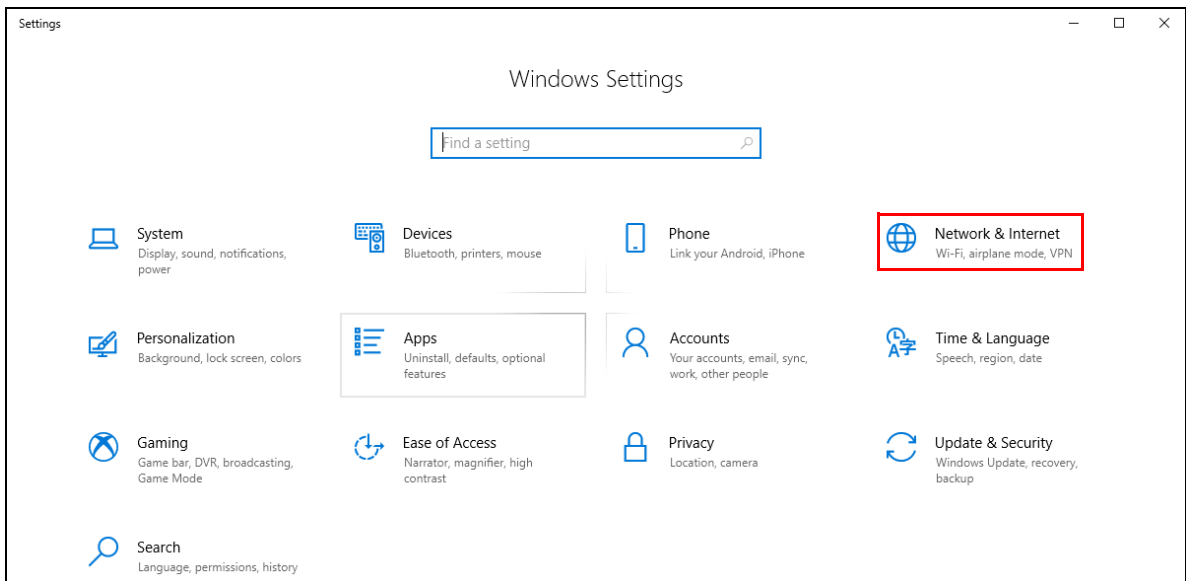 Settings
Windows Settings
Find a setting
System
Display, sound, notifications,
power
Devices
Bluetooth, printers, mouse
Phone
Link your Android, iPhone
Network & Internet
Wi-Fi, airplane mode, VPN
Personalization
Background, lock screen, colors
Apps
Uninstall, defaults, optional
features
Accounts
Your accounts, email, sync,
work, other people
Time & Language
Speech, region, date
Gaming
Game bar, DVR, broadcasting,
Game Mode
Ease of Access
Narrator, magnifier, high
contrast
Privacy
Location, camera
Update & Security
Windows Update, recovery,
backup
Search
Language, permissions, history